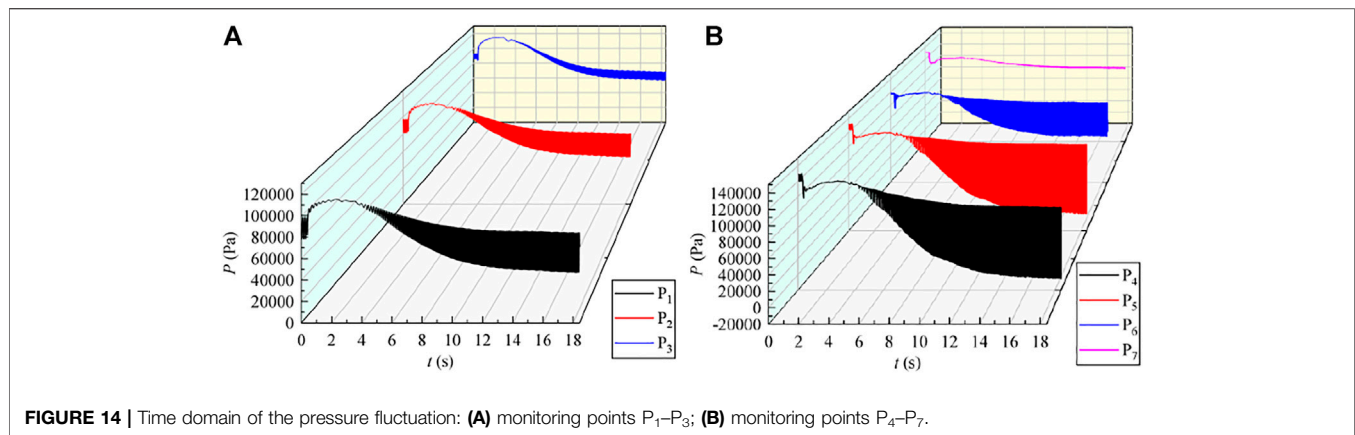 A
B
120000
100000
80000
60000
40000
20000
0
P (Pa)
0 2 4 6 8 10 12 14 16 18
t (s)
P₁
P₂
P₃
140000
120000
100000
80000
60000
40000
20000
0
-20000
P (Pa)
0 2 4 6 8 10 12 14 16 18
t (s)
P₄
P₅
P₆
P₇
FIGURE 14 | Time domain of the pressure fluctuation: (A) monitoring points P₁–P₃; (B) monitoring points P₄–P₇.